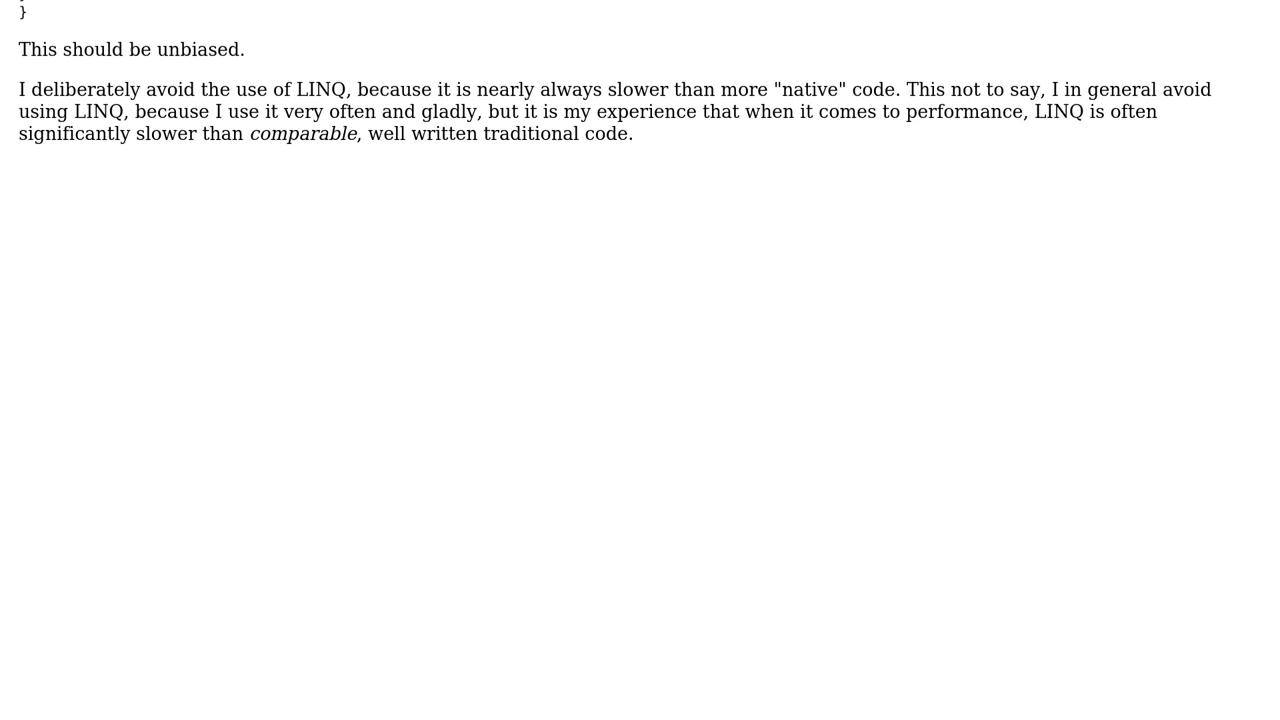 }
This should be unbiased.
I deliberately avoid the use of LINQ, because it is nearly always slower than more "native" code. This not to say, I in general avoid
using LINQ, because I use it very often and gladly, but it is my experience that when it comes to performance, LINQ is often
significantly slower than comparable, well written traditional code.